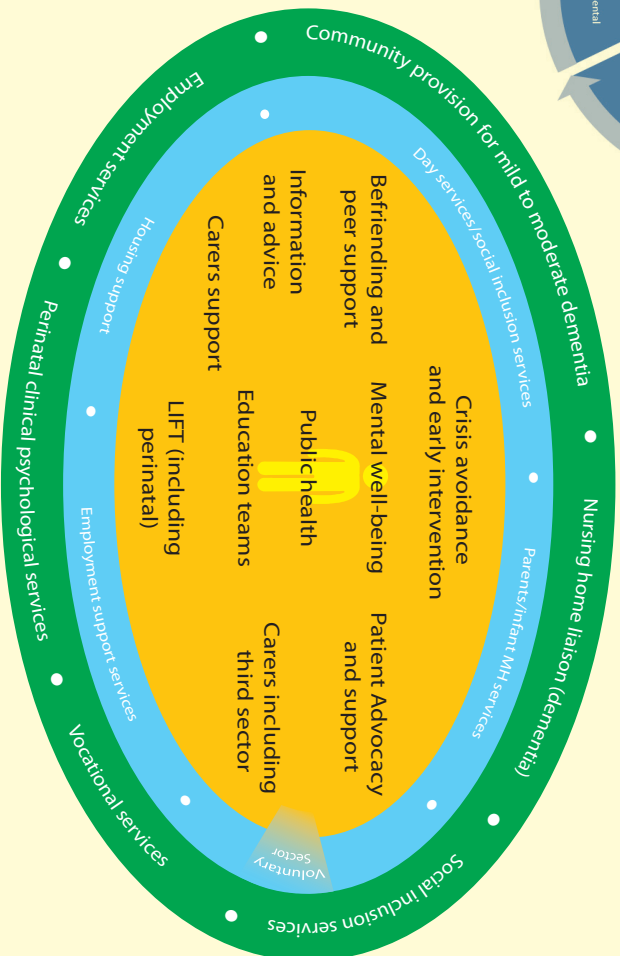 ental
Community provision for mild to moderate dementia
Nursing home liaison (dementia)
Social inclusion services
Vocational services
Perinatal clinical psychological services
Employment services
Day services/social inclusion services
Parents/infant MH services
Voluntary
Sector
Employment support services
Housing support
Crisis avoidance
and early intervention
Befriending and
peer support
Mental well-being
Patient Advocacy
and support
Information
and advice
Public health
Carers support
Education teams
Carers including
third sector
LIFT (including
perinatal)